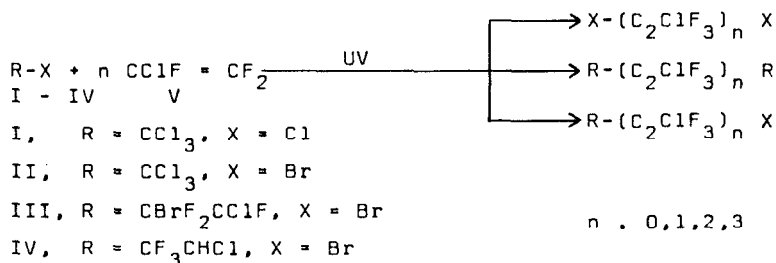 X-(C2ClF3)n X
UV
R-X + n CClF = CF2 R-(C2ClF3)n R
I - IV V
R-(C2ClF3)n X
I, R = CCl3, X = Cl
II, R = CCl3, X = Br
III, R = CBrF2CClF, X = Br
n . 0,1,2,3
IV, R = CF3CHCl, X = Br